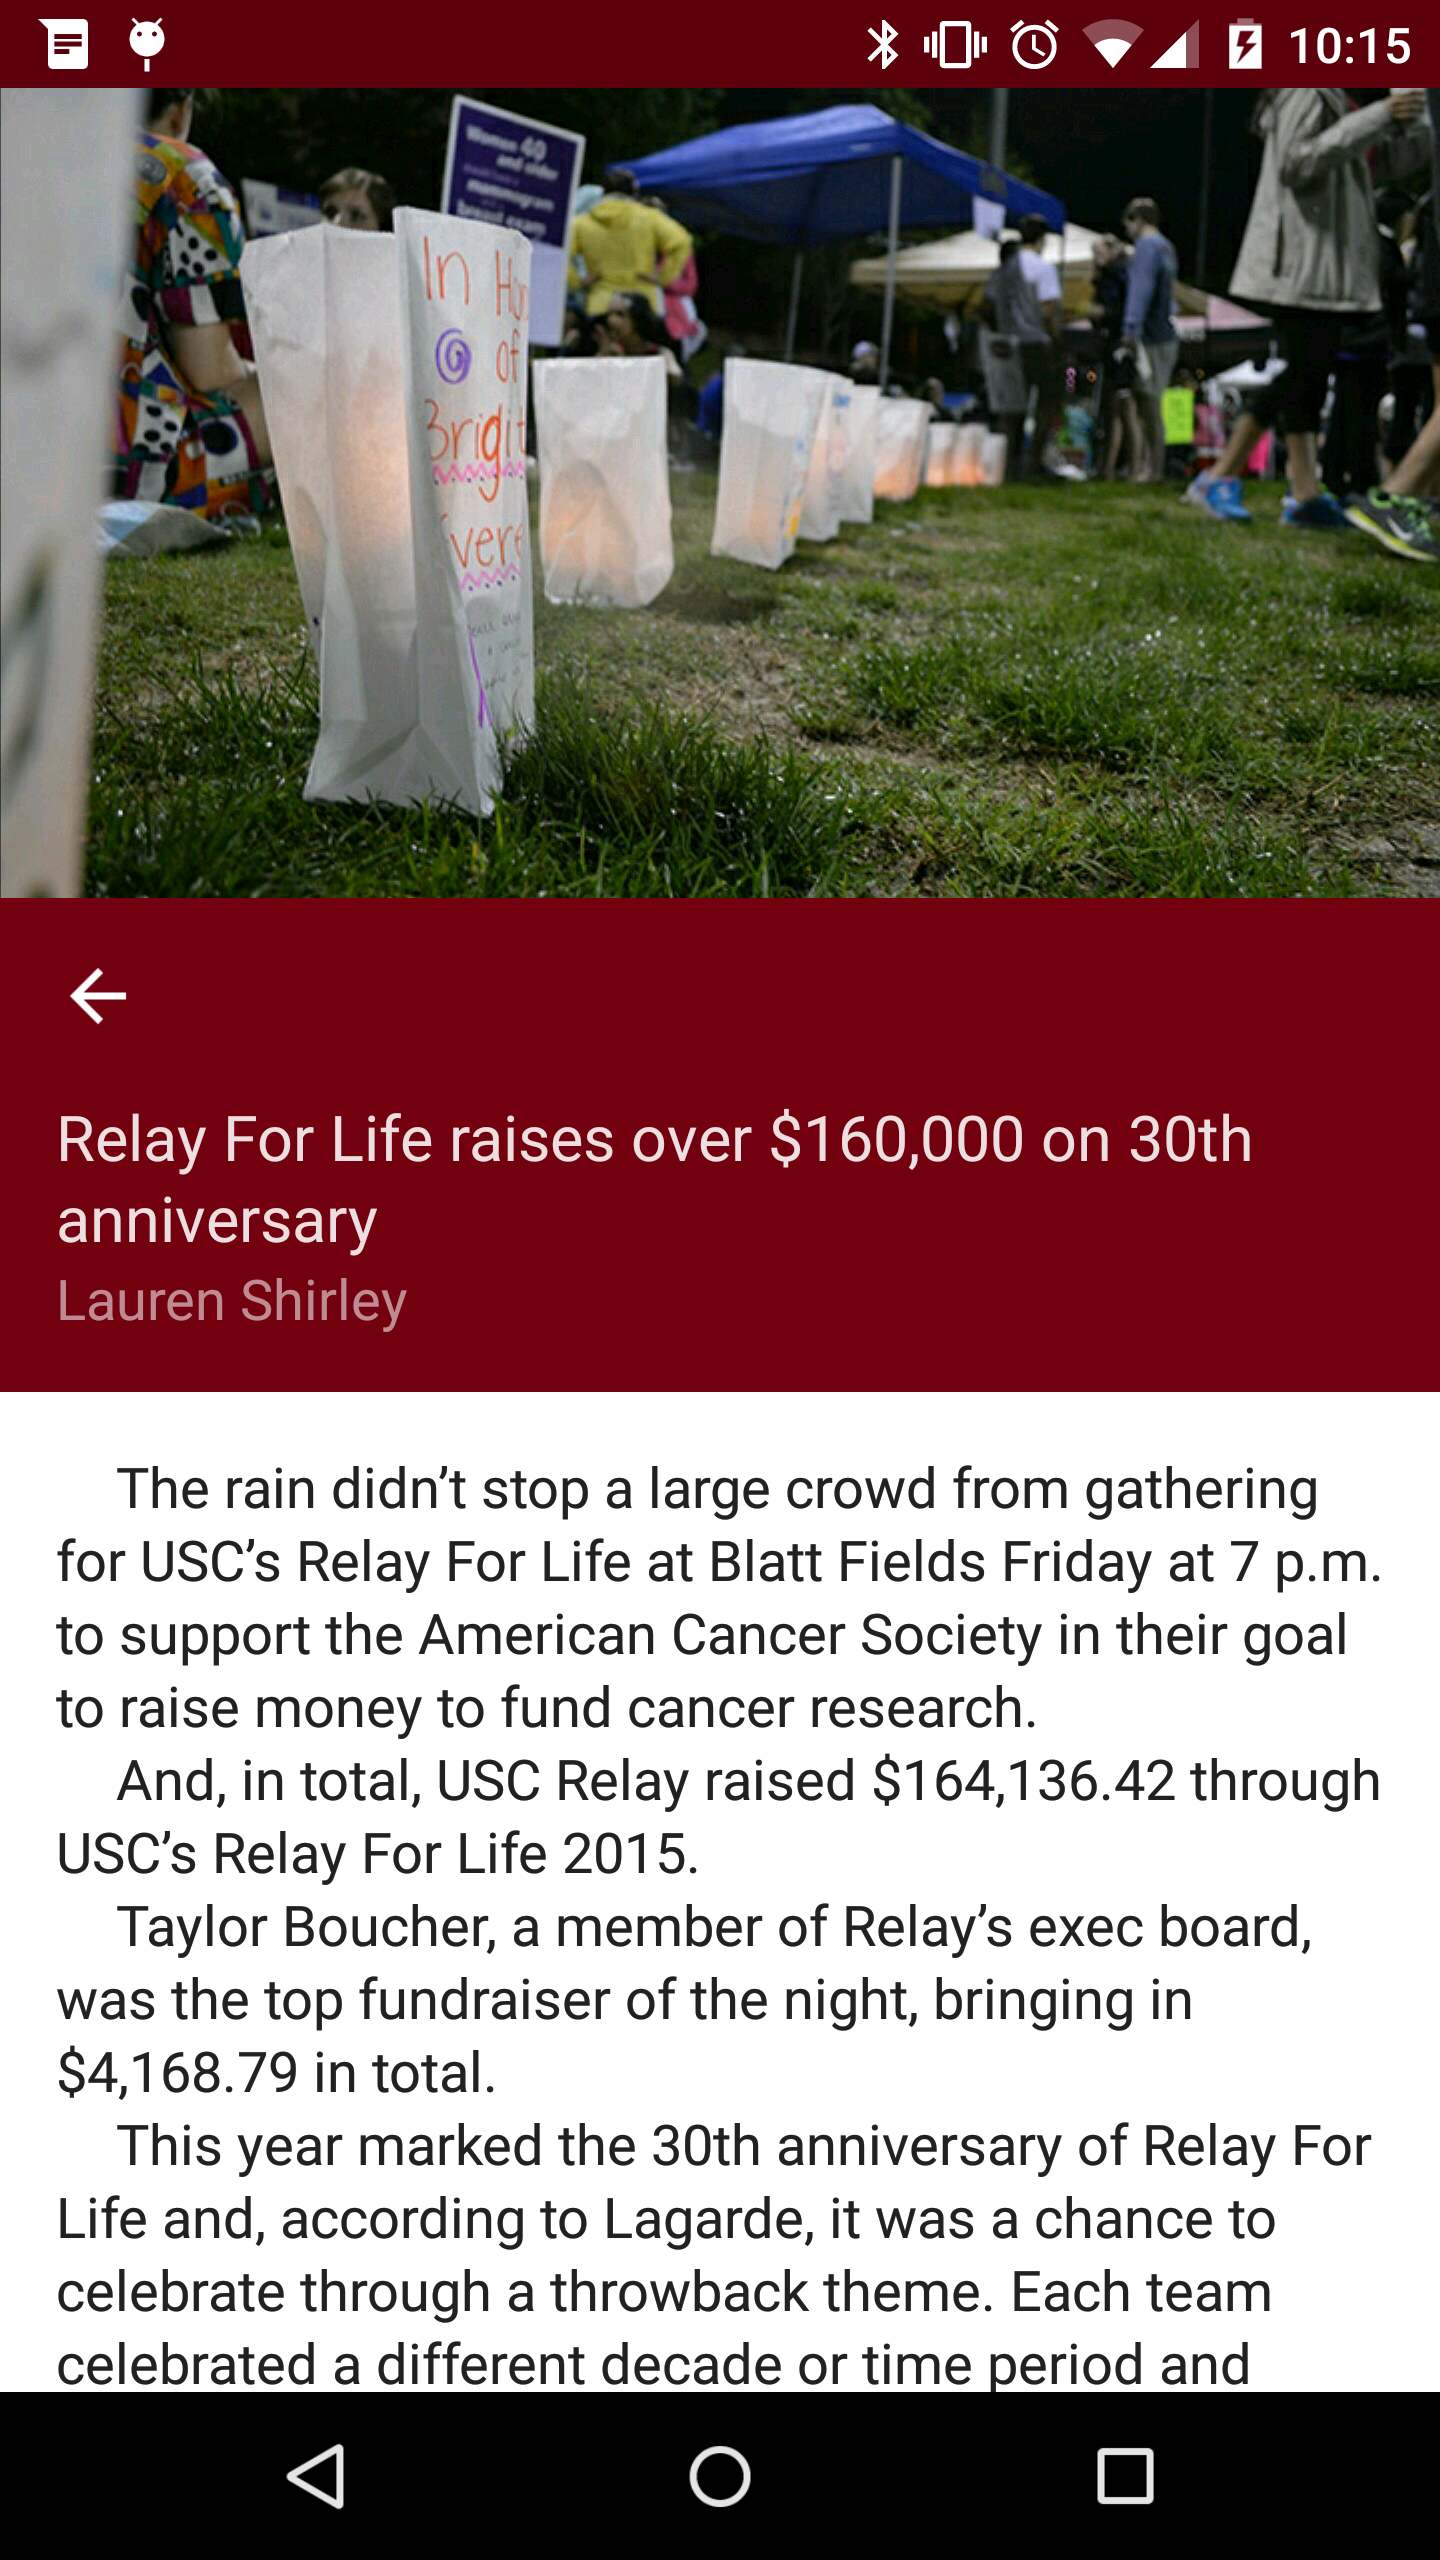 10:15
Women 40
and older
mammogram
In Ho
of
Brigit
Relay For Life raises over $160,000 on 30th
anniversary
Lauren Shirley
The rain didn’t stop a large crowd from gathering
for USC’s Relay For Life at Blatt Fields Friday at 7 p.m.
to support the American Cancer Society in their goal
to raise money to fund cancer research.
And, in total, USC Relay raised $164,136.42 through
USC’s Relay For Life 2015.
Taylor Boucher, a member of Relay’s exec board,
was the top fundraiser of the night, bringing in
$4,168.79 in total.
This year marked the 30th anniversary of Relay For
Life and, according to Lagarde, it was a chance to
celebrate through a throwback theme. Each team
celebrated a different decade or time period and